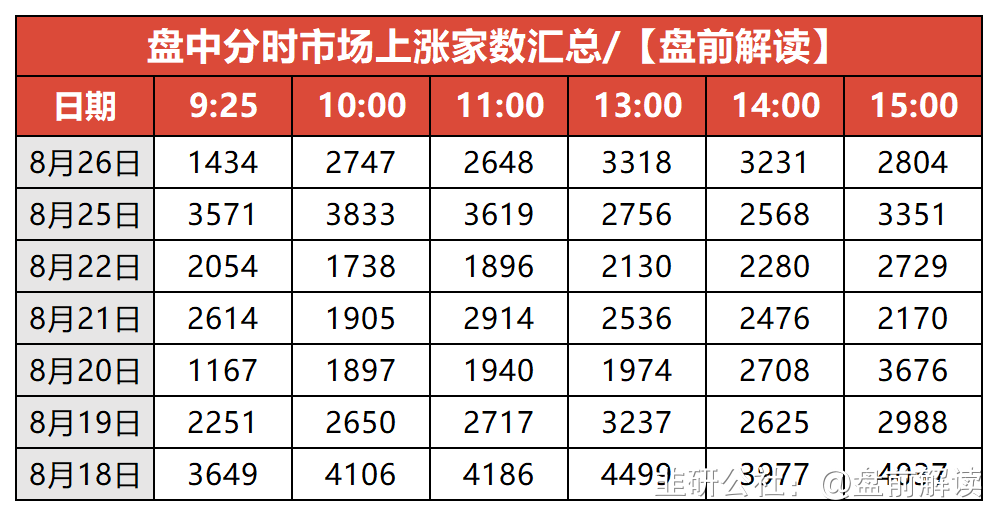 盘中分时市场上涨家数汇总/【盘前解读】
日期 9:25 10:00 11:00 13:00 14:00 15:00
8月26日 1434 2747 2648 3318 3231 2804
8月25日 3571 3833 3619 2756 2568 3351
8月22日 2054 1738 1896 2130 2280 2729
8月21日 2614 1905 2914 2536 2476 2170
8月20日 1167 1897 1940 1974 2708 3676
8月19日 2251 2650 2717 3237 2625 2988
8月18日 3649 4106 4186 4499 3977 4037
韭研公社：@盘前解读